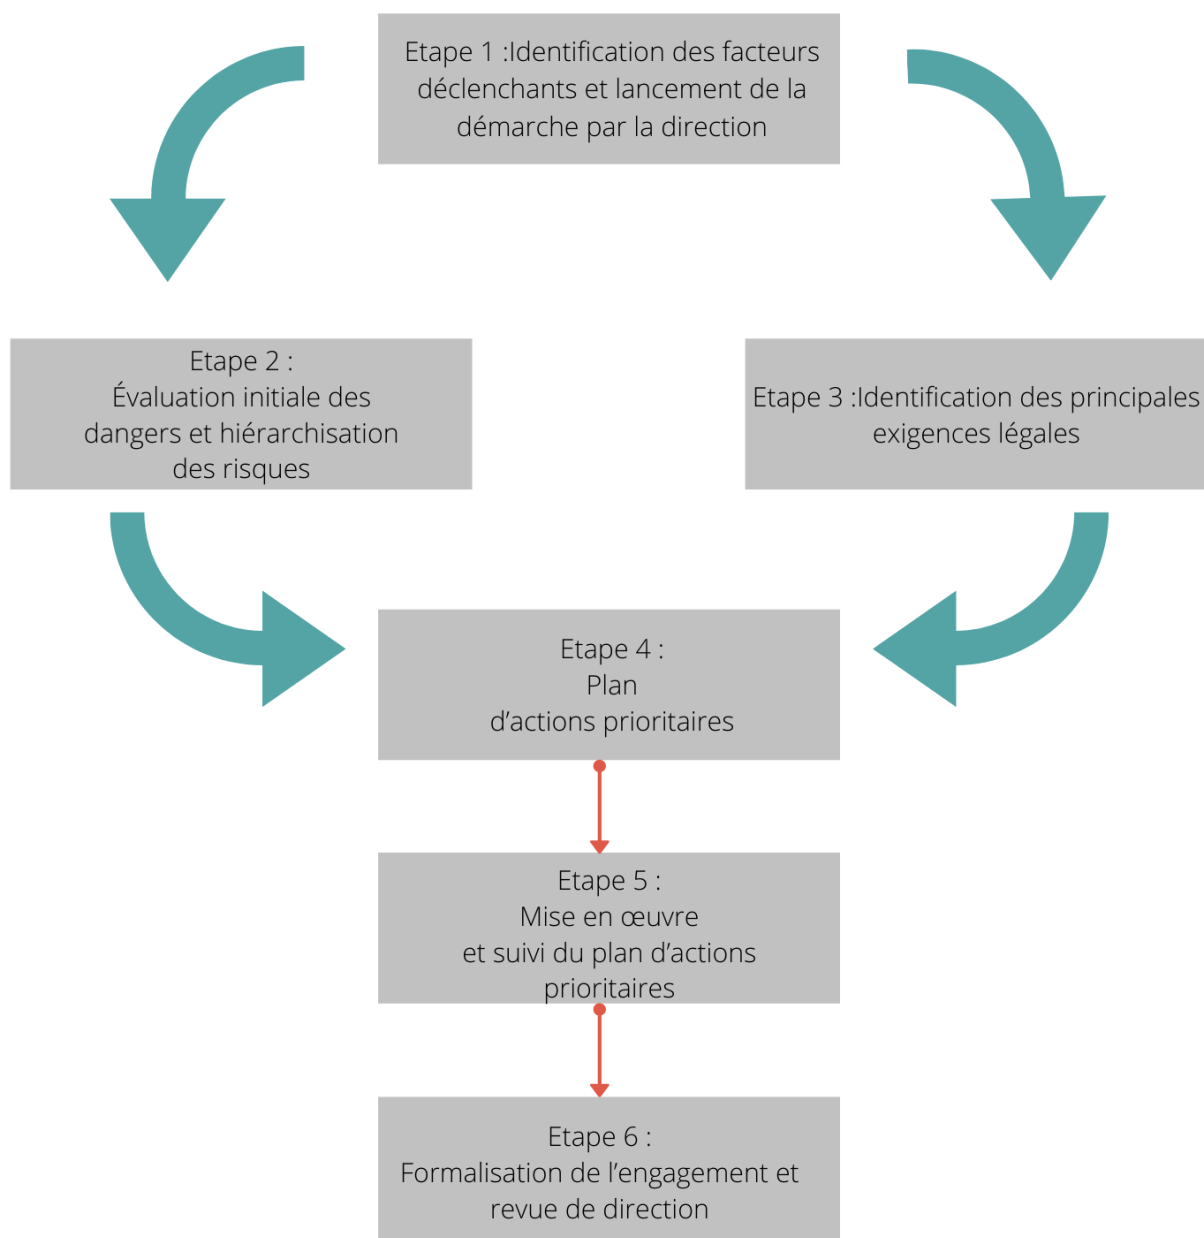 Etape 1 :Identification des facteurs
déclenchants et lancement de la
démarche par la direction
Etape 2 :
Évaluation initiale des
dangers et hiérarchisation
des risques
Etape 3 :Identification des principales
exigences légales
Etape 4 :
Plan
d’actions prioritaires
Etape 5 :
Mise en œuvre
et suivi du plan d’actions
prioritaires
Etape 6 :
Formalisation de l’engagement et
revue de direction